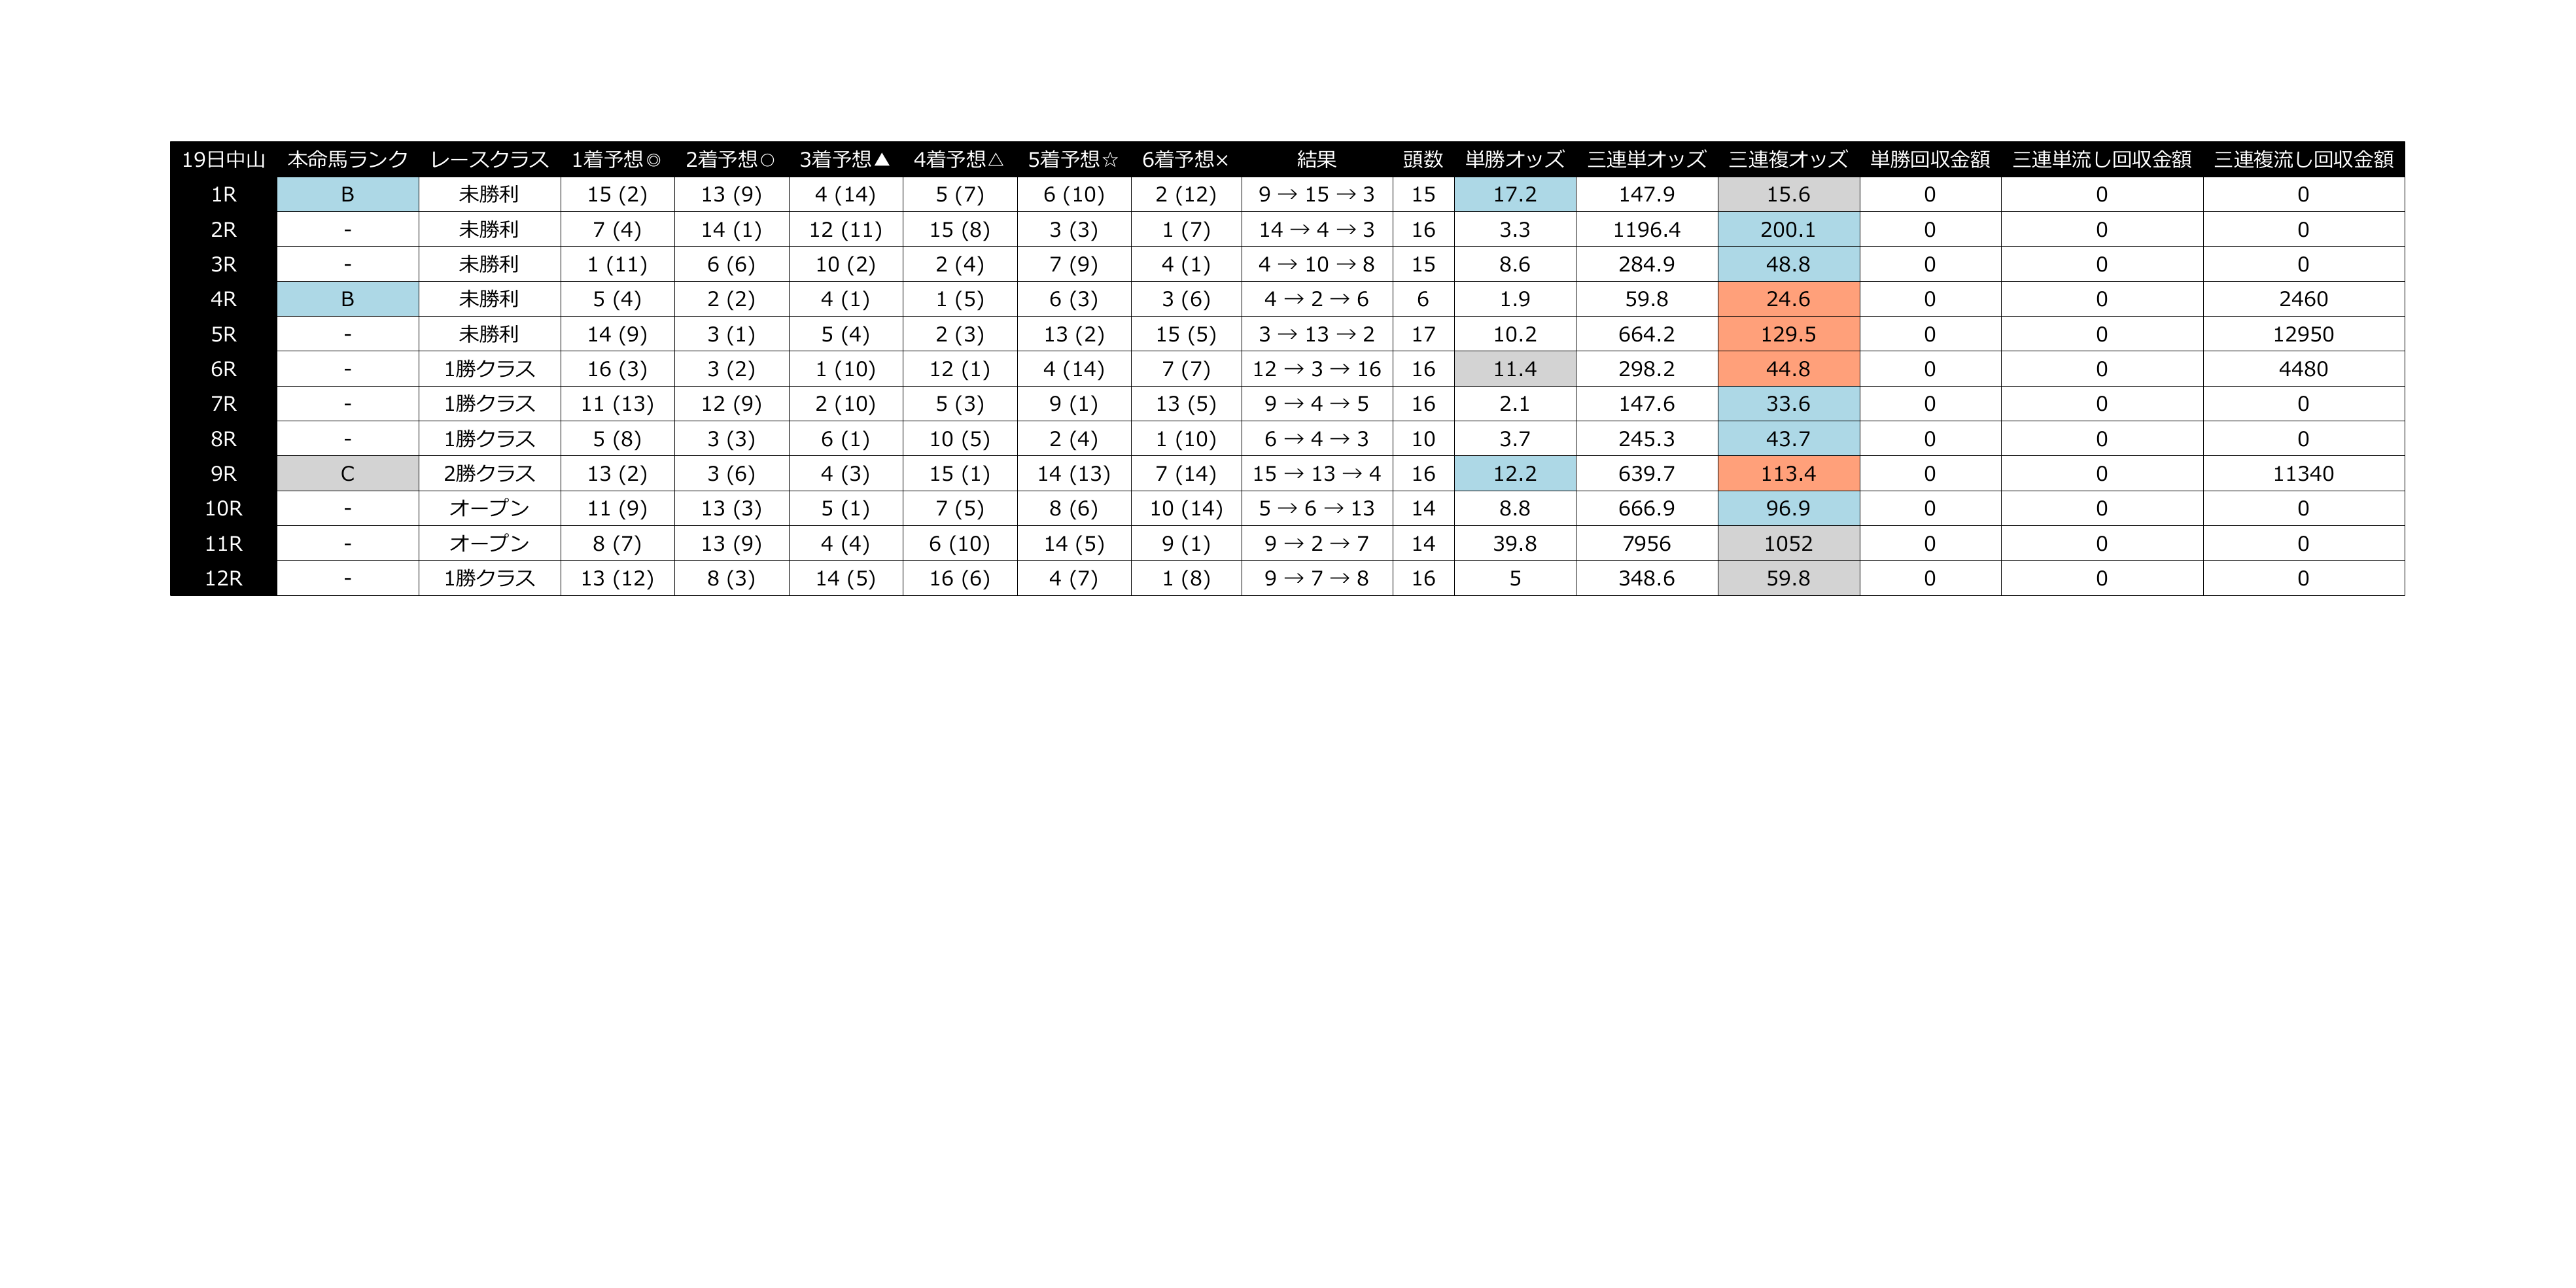 19日中山 本命馬ランク レースクラス 1着予想◎ 2着予想○ 3着予想▲ 4着予想△ 5着予想☆ 6着予想× 結果 頭数 単勝オッズ 三連単オッズ 三連複オッズ 単勝回収金額 三連単流し回収金額 三連複流し回収金額
1R B 未勝利 15 (2) 13 (9) 4 (14) 5 (7) 6 (10) 2 (12) 9 → 15 → 3 15 17.2 147.9 15.6 0 0 0
2R - 未勝利 7 (4) 14 (1) 12 (11) 15 (8) 3 (3) 1 (7) 14 → 4 → 3 16 3.3 1196.4 200.1 0 0 0
3R - 未勝利 1 (11) 6 (6) 10 (2) 2 (4) 7 (9) 4 (1) 4 → 10 → 8 15 8.6 284.9 48.8 0 0 0
4R B 未勝利 5 (4) 2 (2) 4 (1) 1 (5) 6 (3) 3 (6) 4 → 2 → 6 6 1.9 59.8 24.6 0 0 2460
5R - 未勝利 14 (9) 3 (1) 5 (4) 2 (3) 13 (2) 15 (5) 3 → 13 → 2 17 10.2 664.2 129.5 0 0 12950
6R - 1勝クラス 16 (3) 3 (2) 1 (10) 12 (1) 4 (14) 7 (7) 12 → 3 → 16 16 11.4 298.2 44.8 0 0 4480
7R - 1勝クラス 11 (13) 12 (9) 2 (10) 5 (3) 9 (1) 13 (5) 9 → 4 → 5 16 2.1 147.6 33.6 0 0 0
8R - 1勝クラス 5 (8) 3 (3) 6 (1) 10 (5) 2 (4) 1 (10) 6 → 4 → 3 10 3.7 245.3 43.7 0 0 0
9R C 2勝クラス 13 (2) 3 (6) 4 (3) 15 (1) 14 (13) 7 (14) 15 → 13 → 4 16 12.2 639.7 113.4 0 0 11340
10R - オープン 11 (9) 13 (3) 5 (1) 7 (5) 8 (6) 10 (14) 5 → 6 → 13 14 8.8 666.9 96.9 0 0 0
11R - オープン 8 (7) 13 (9) 4 (4) 6 (10) 14 (5) 9 (1) 9 → 2 → 7 14 39.8 7956 1052 0 0 0
12R - 1勝クラス 13 (12) 8 (3) 14 (5) 16 (6) 4 (7) 1 (8) 9 → 7 → 8 16 5 348.6 59.8 0 0 0